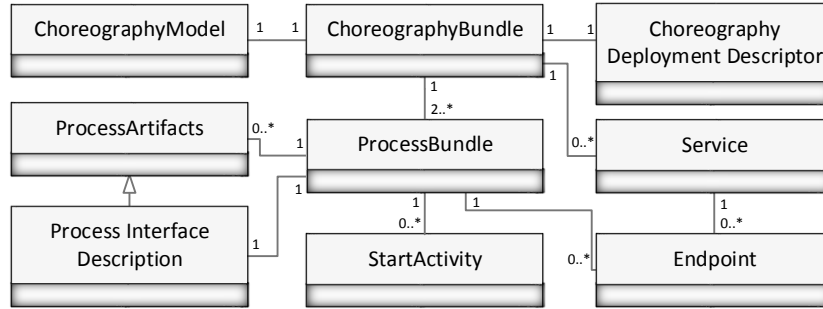 ChoreographyModel
1
1
ChoreographyBundle
1
1
Choreography
Deployment Descriptor
1
1
2..*
ProcessArtifacts
0..*
1
ProcessBundle
0..*
Service
1
1
1
1
0..*
0..*
Process Interface
Description
1
StartActivity
0..*
Endpoint